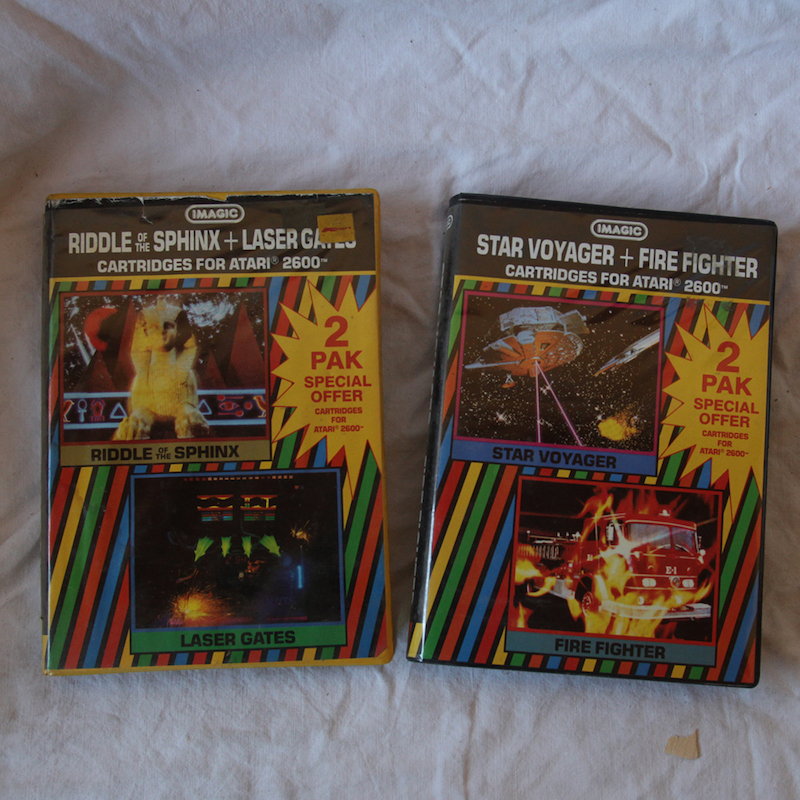 IMAGIC
RIDDLE OF THE SPHINX + LASER GATES
CARTRIDGES FOR ATARI® 2600™
2
PAK
SPECIAL
OFFER
CARTRIDGES
FOR
ATARI® 2600™
RIDDLE OF THE SPHINX
LASER GATES
IMAGIC
STAR VOYAGER + FIRE FIGHTER
CARTRIDGES FOR ATARI® 2600™
2
PAK
SPECIAL
OFFER
CARTRIDGES
FOR
ATARI® 2600™
STAR VOYAGER
E-1
FIRE FIGHTER